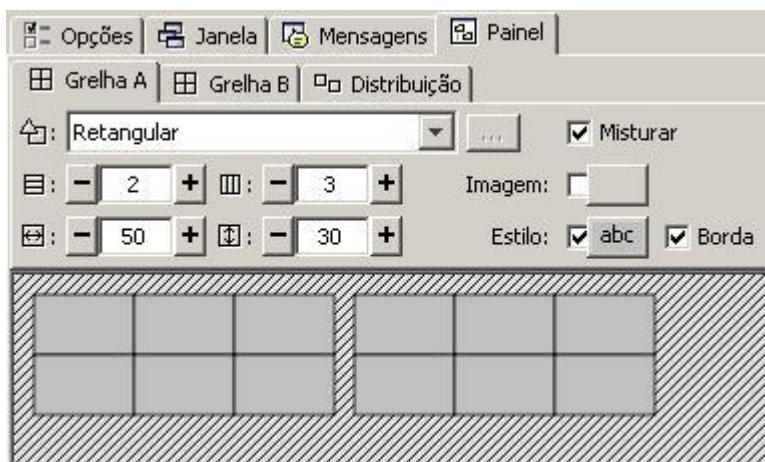 Opções Janela Mensagens Painel
Grelha A Grelha B Distribuição
: Retangular ... Misturar
: - 2 + : - 3 + Imagem:
: - 50 + : - 30 + Estilo: abc Borda